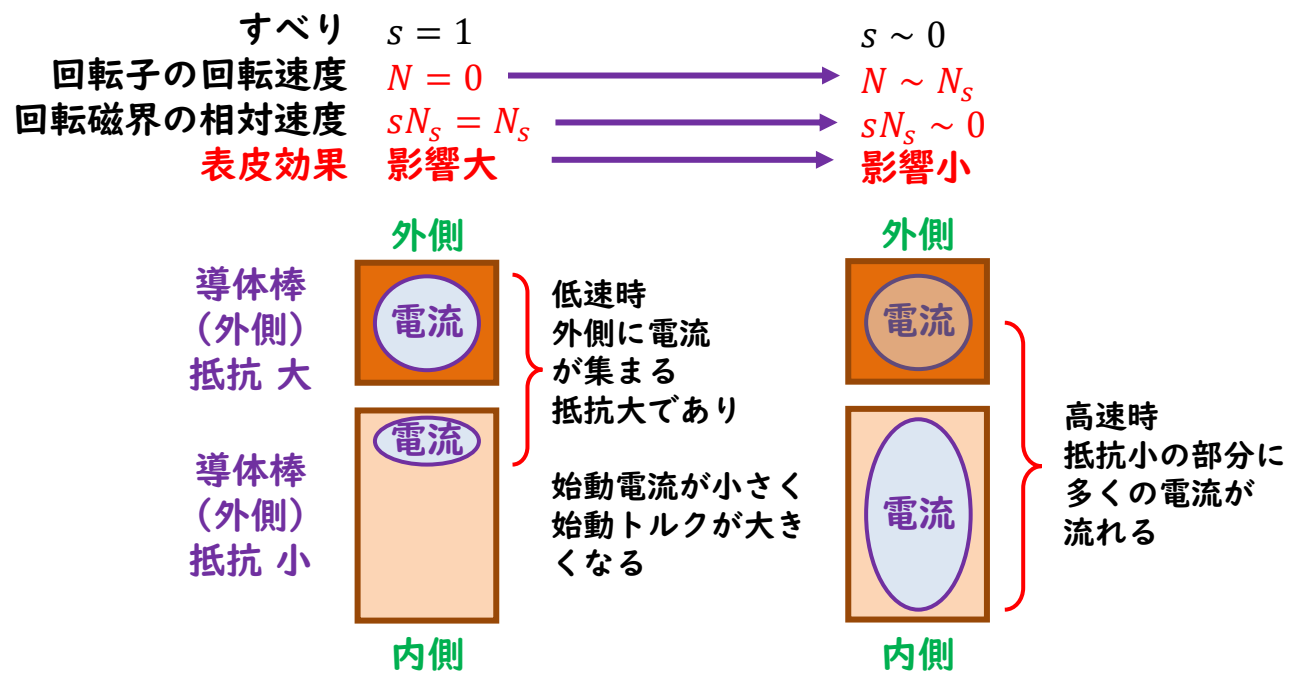 すべり s = 1 s ~ 0
回転子の回転速度 N = 0 N ~ Nₛ
回転磁界の相対速度 sNₛ = Nₛ sNₛ ~ 0
表皮効果 影響大 影響小
外側 外側
導体棒
（外側）
抵抗 大
電流
低速時
外側に電流
が集まる
抵抗大であり
電流
導体棒
（外側）
抵抗 小
電流
始動電流が小さく
始動トルクが大き
くなる
電流
高速時
抵抗小の部分に
多くの電流が
流れる
内側 内側